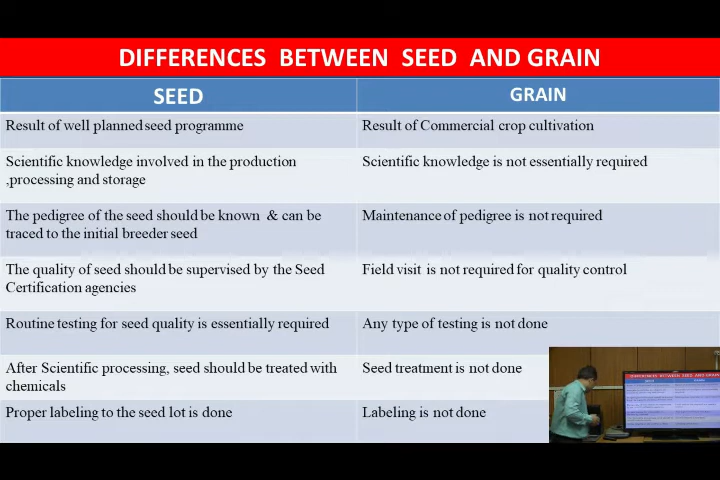 DIFFERENCES BETWEEN SEED AND GRAIN
SEED
GRAIN
Result of well planned seed programme
Result of Commercial crop cultivation
Scientific knowledge involved in the production
,processing and storage
Scientific knowledge is not essentially required
The pedigree of the seed should be known & can be
traced to the initial breeder seed
Maintenance of pedigree is not required
The quality of seed should be supervised by the Seed
Certification agencies
Field visit is not required for quality control
Routine testing for seed quality is essentially required
Any type of testing is not done
After Scientific processing, seed should be treated with
chemicals
Seed treatment is not done
Proper labeling to the seed lot is done
Labeling is not done
DIFFERENCES BETWEEN SEED AND GRAIN